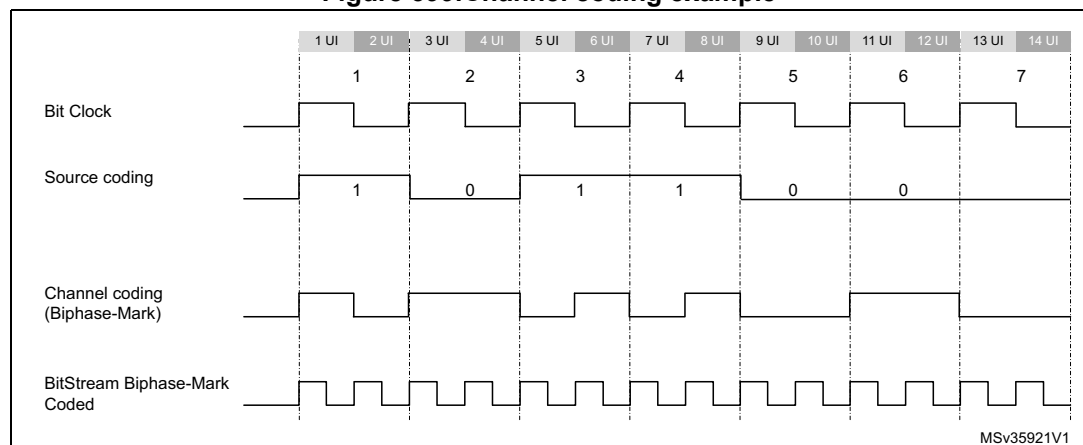 Figure Channel coding example
1 UI 2 UI 3 UI 4 UI 5 UI 6 UI 7 UI 8 UI 9 UI 10 UI 11 UI 12 UI 13 UI 14 UI
1 2 3 4 5 6 7
Bit Clock
Source coding
1 0 1 1 0 0
Channel coding
(Biphase-Mark)
BitStream Biphase-Mark
Coded
MSv35921V1